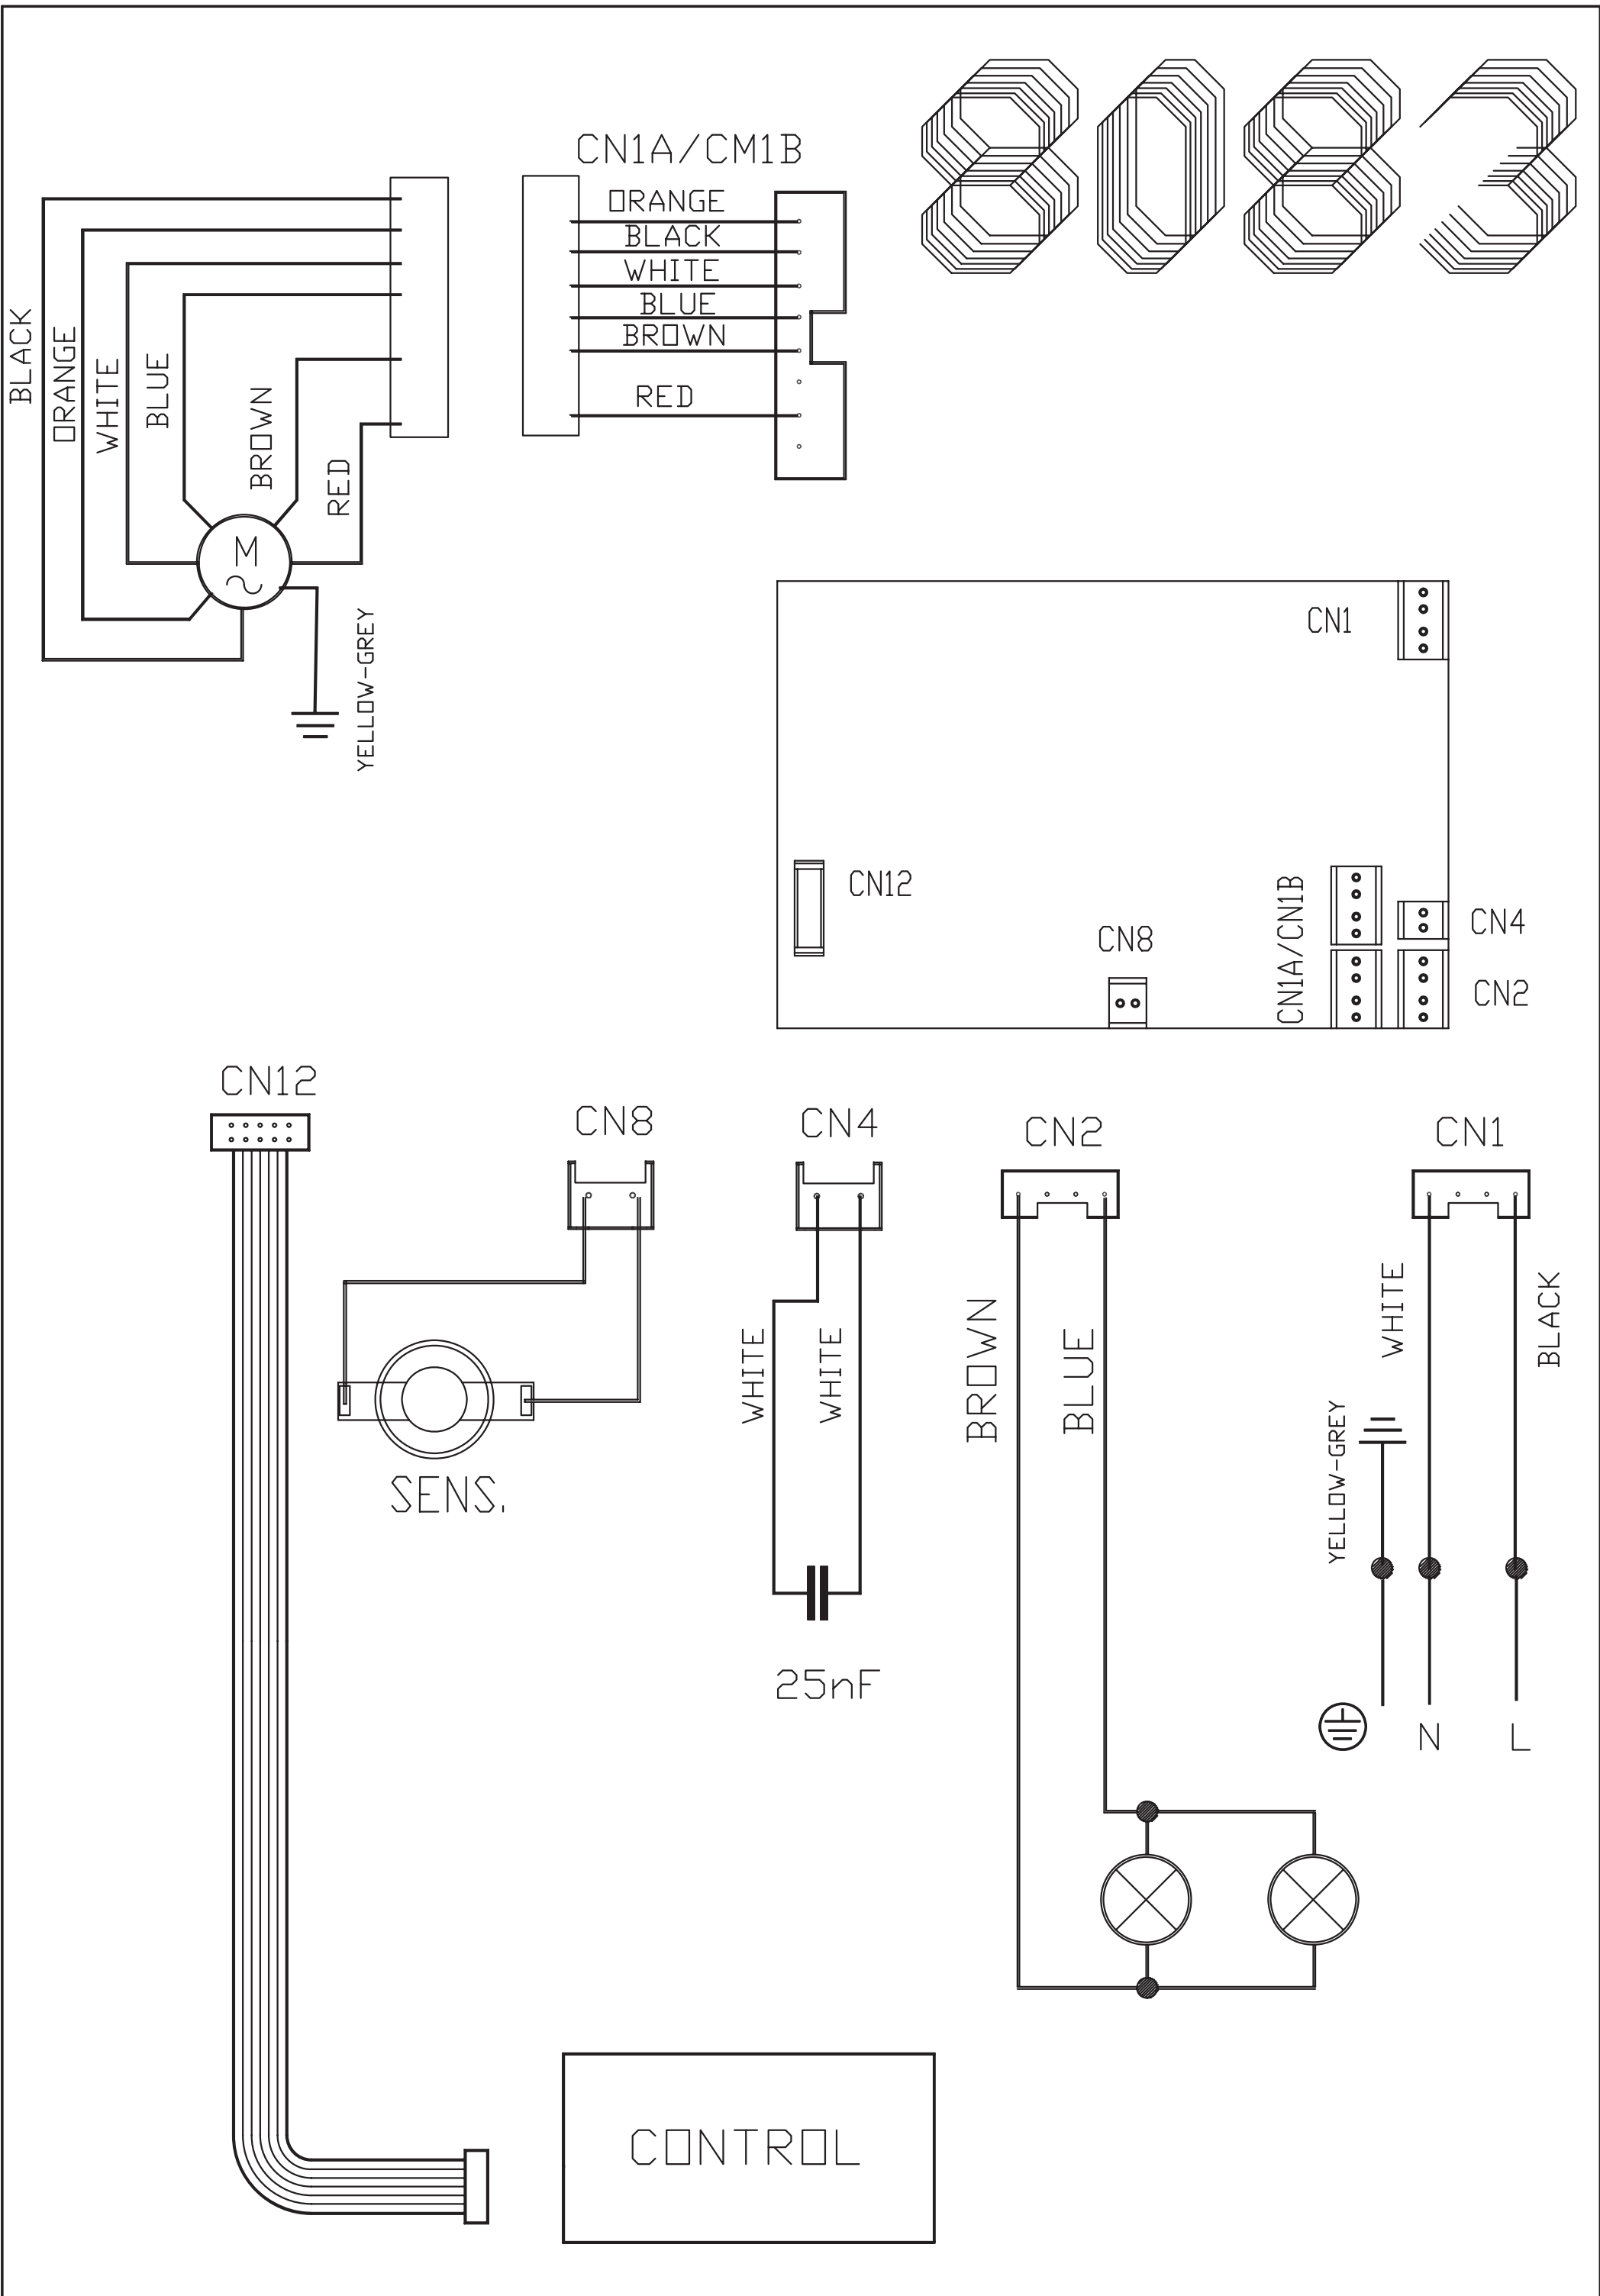 8083
CN1A/CM1B
ORANGE
BLACK
WHITE
BLUE
BROWN
RED
BLACK
ORANGE
WHITE
BLUE
BROWN
RED
M
YELLOW-GREY
CN1
CN12
CN8
CN1A/CN1B
CN4
CN2
CN12
CN8
CN4
CN2
CN1
WHITE
WHITE
BROWN
BLUE
WHITE
BLACK
YELLOW-GREY
SENS.
25nF
N
L
CONTROL